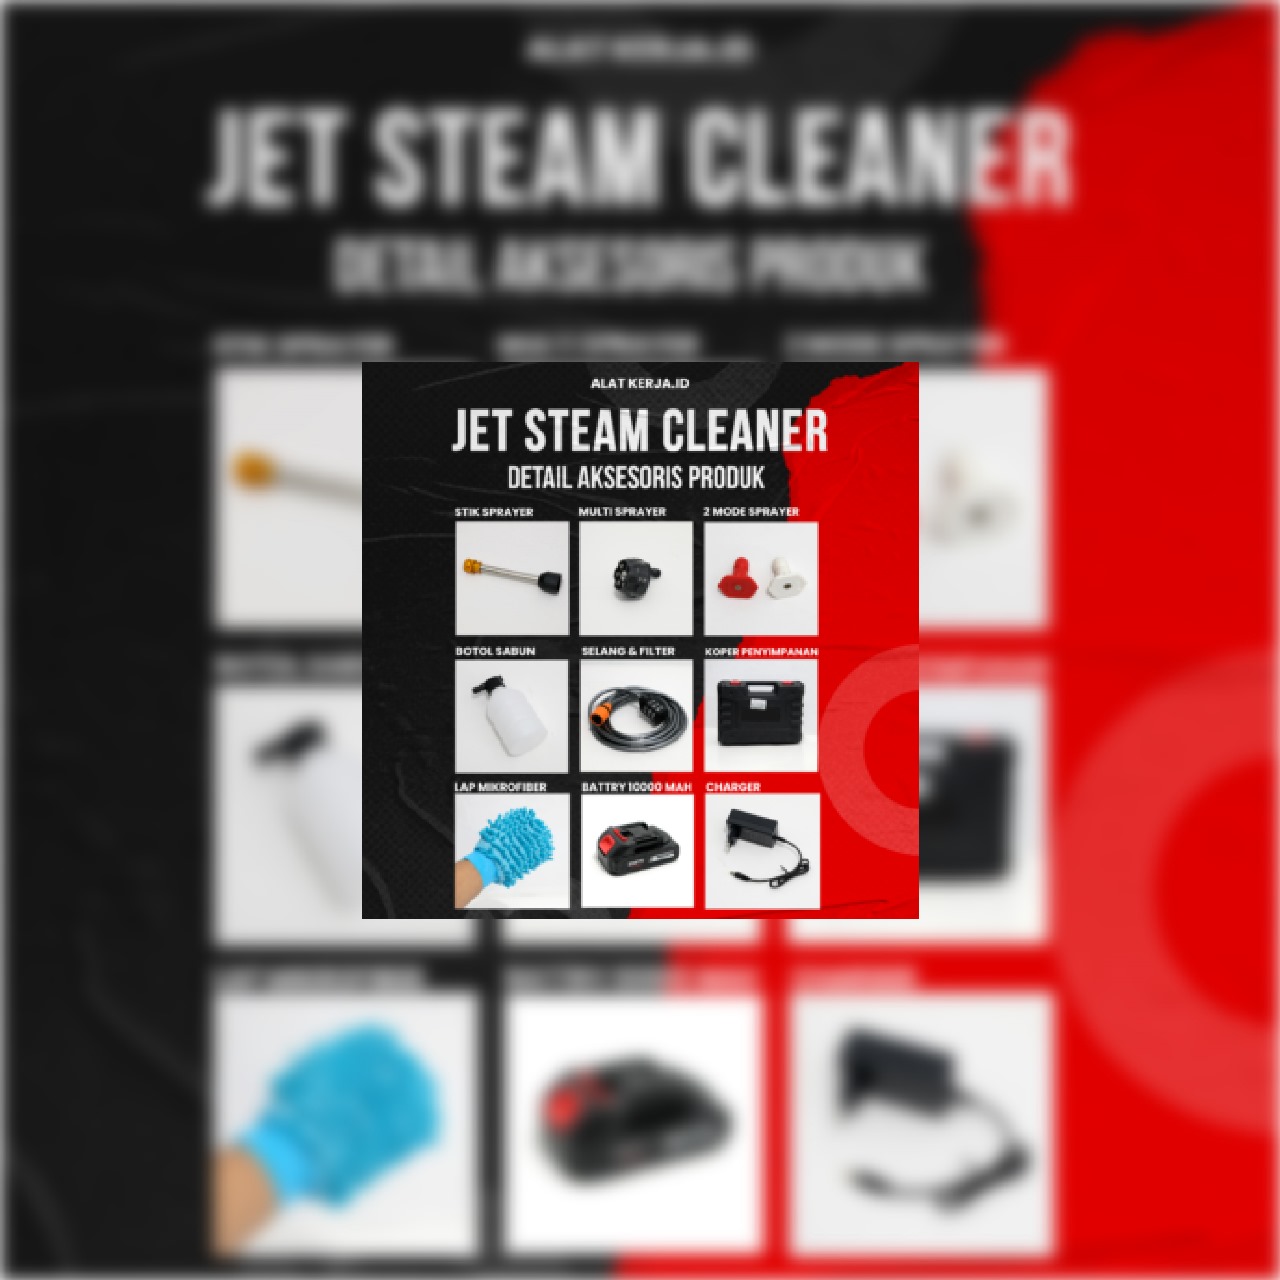 ALAT KERJA.ID
JET STEAM CLEANER
DETAIL AKSESORIS PRODUK
STIK SPRAYER
MULTI SPRAYER
2 MODE SPRAYER
BOTOL SABUN
SELANG & FILTER
KOPER PENYIMPANAN
LAP MIKROFIBER
BATTRY 10000 MAH
CHARGER